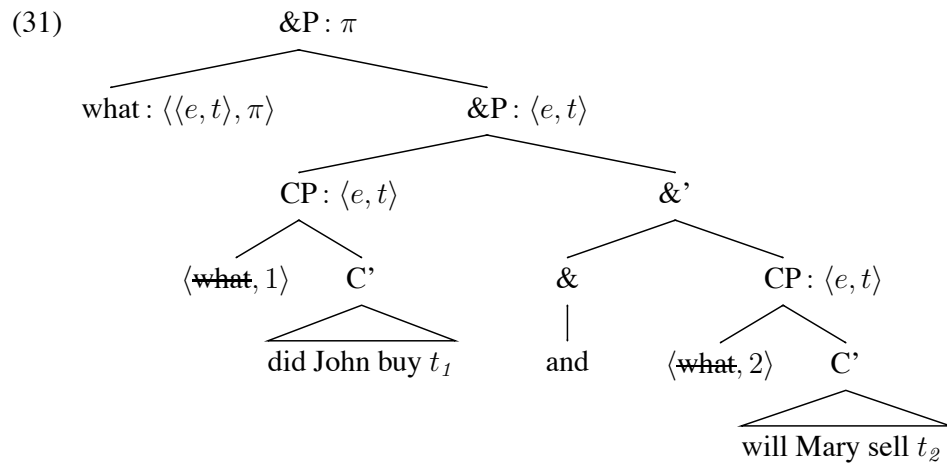 (31) &P: π
what: ⟨⟨e, t⟩, π⟩ &P: ⟨e, t⟩
CP: ⟨e, t⟩ &’
⟨what, 1⟩ C’ & CP: ⟨e, t⟩
did John buy t1 and ⟨what, 2⟩ C’
will Mary sell t2